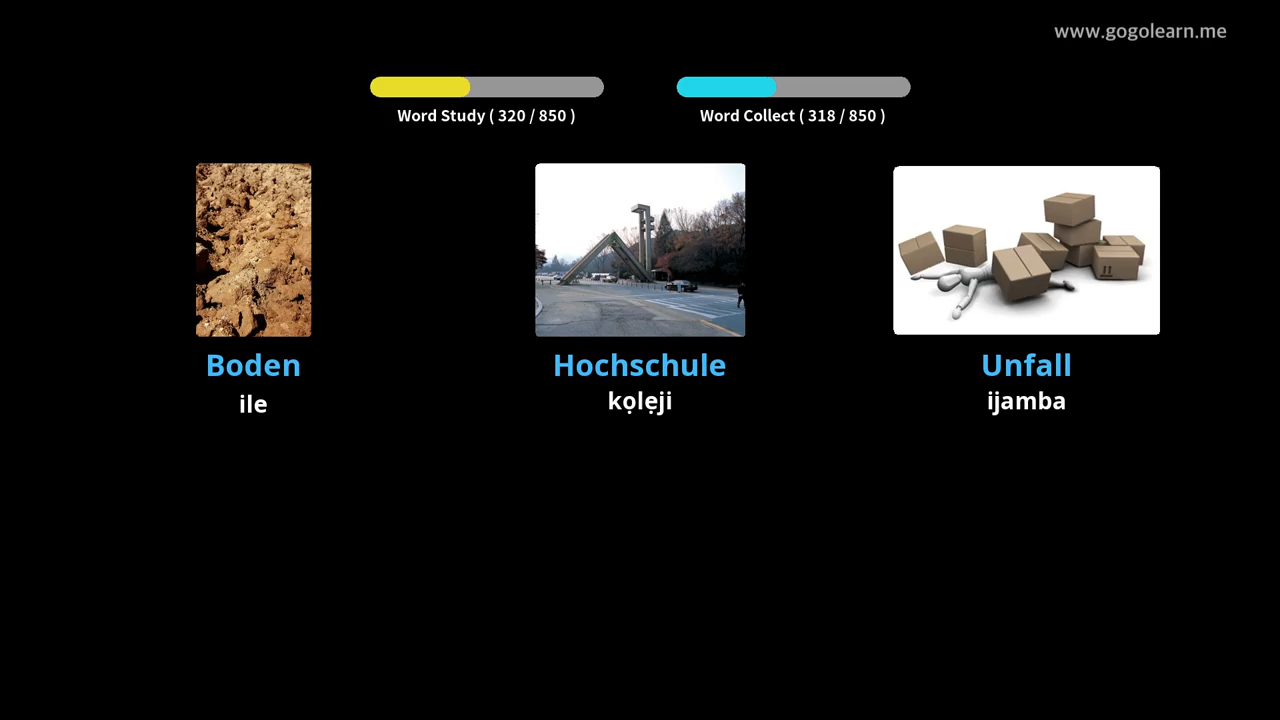 www.gogolearn.me
Word Study ( 320 / 850 )
Word Collect ( 318 / 850 )
Boden
ile
Hochschule
kọlẹji
Unfall
ijamba